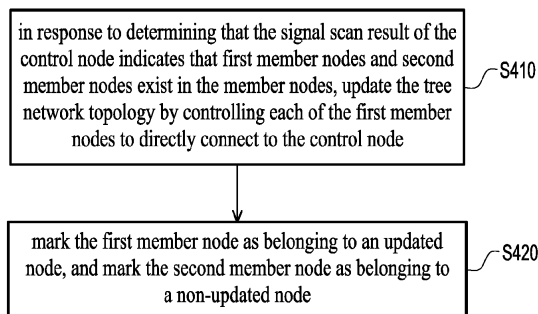 in response to determining that the signal scan result of the
control node indicates that first member nodes and second
member nodes exist in the member nodes, update the tree
network topology by controlling each of the first member
nodes to directly connect to the control node
S410
mark the first member node as belonging to an updated
node, and mark the second member node as belonging to
a non-updated node
S420